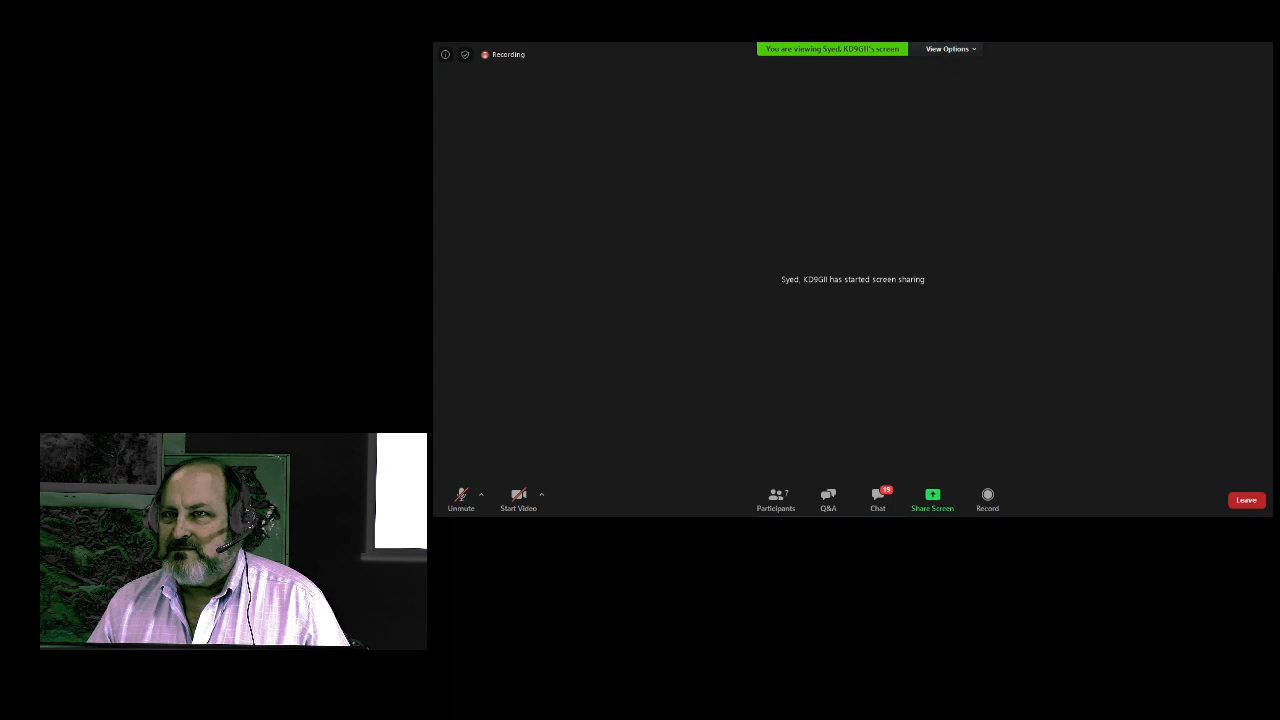 Recording
You are viewing Syed, KD9GII's screen
View Options
Syed, KD9GII has started screen sharing
Unmute
Start Video
7
Participants
Q&A
19
Chat
Share Screen
Record
Leave